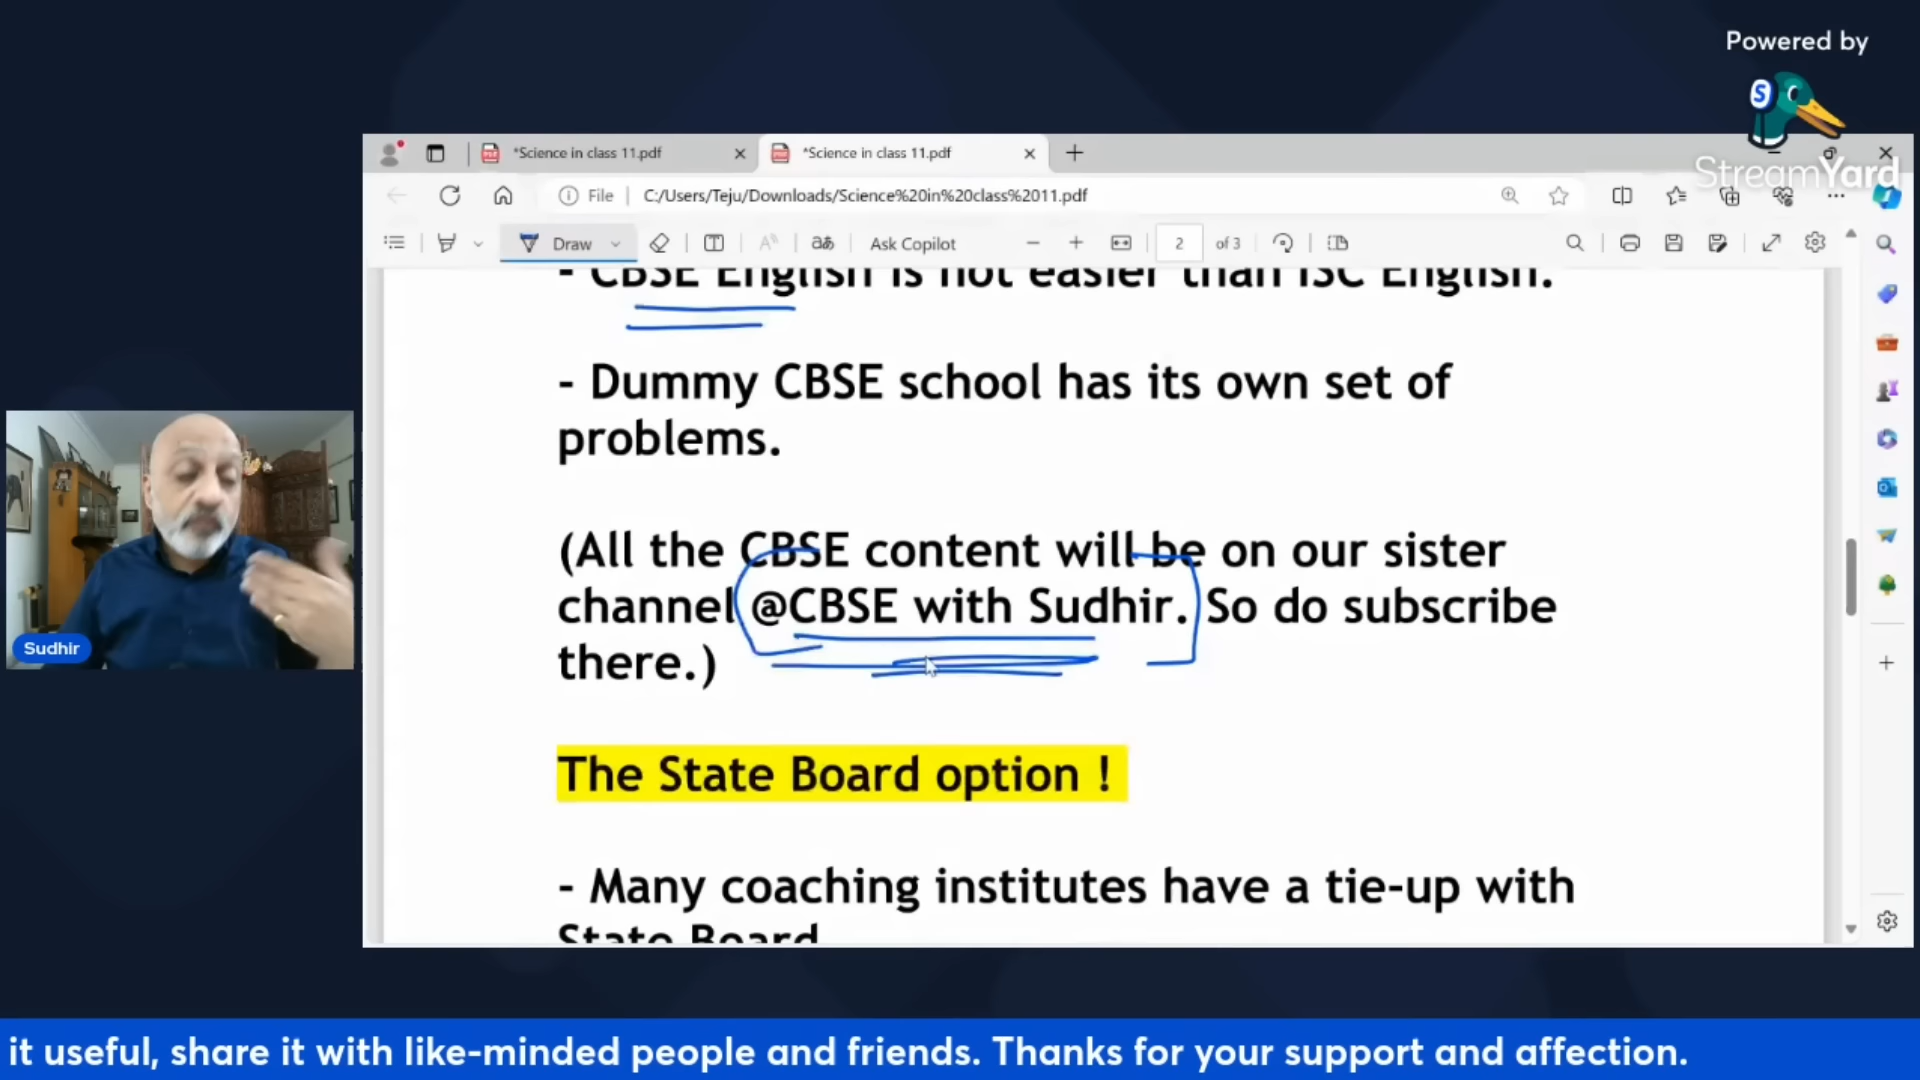 Powered by
StreamYard
*Science in class 11.pdf
*Science in class 11.pdf
File
C:/Users/Teju/Downloads/Science%20in%20class%2011.pdf
Draw
Ask Copilot
2 of 3
- CBSE English is not easier than ISC English.
- Dummy CBSE school has its own set of
problems.
(All the CBSE content will be on our sister
channel @CBSE with Sudhir. So do subscribe
there.)
Sudhir
The State Board option !
- Many coaching institutes have a tie-up with
State Board
it useful, share it with like-minded people and friends. Thanks for your support and affection.